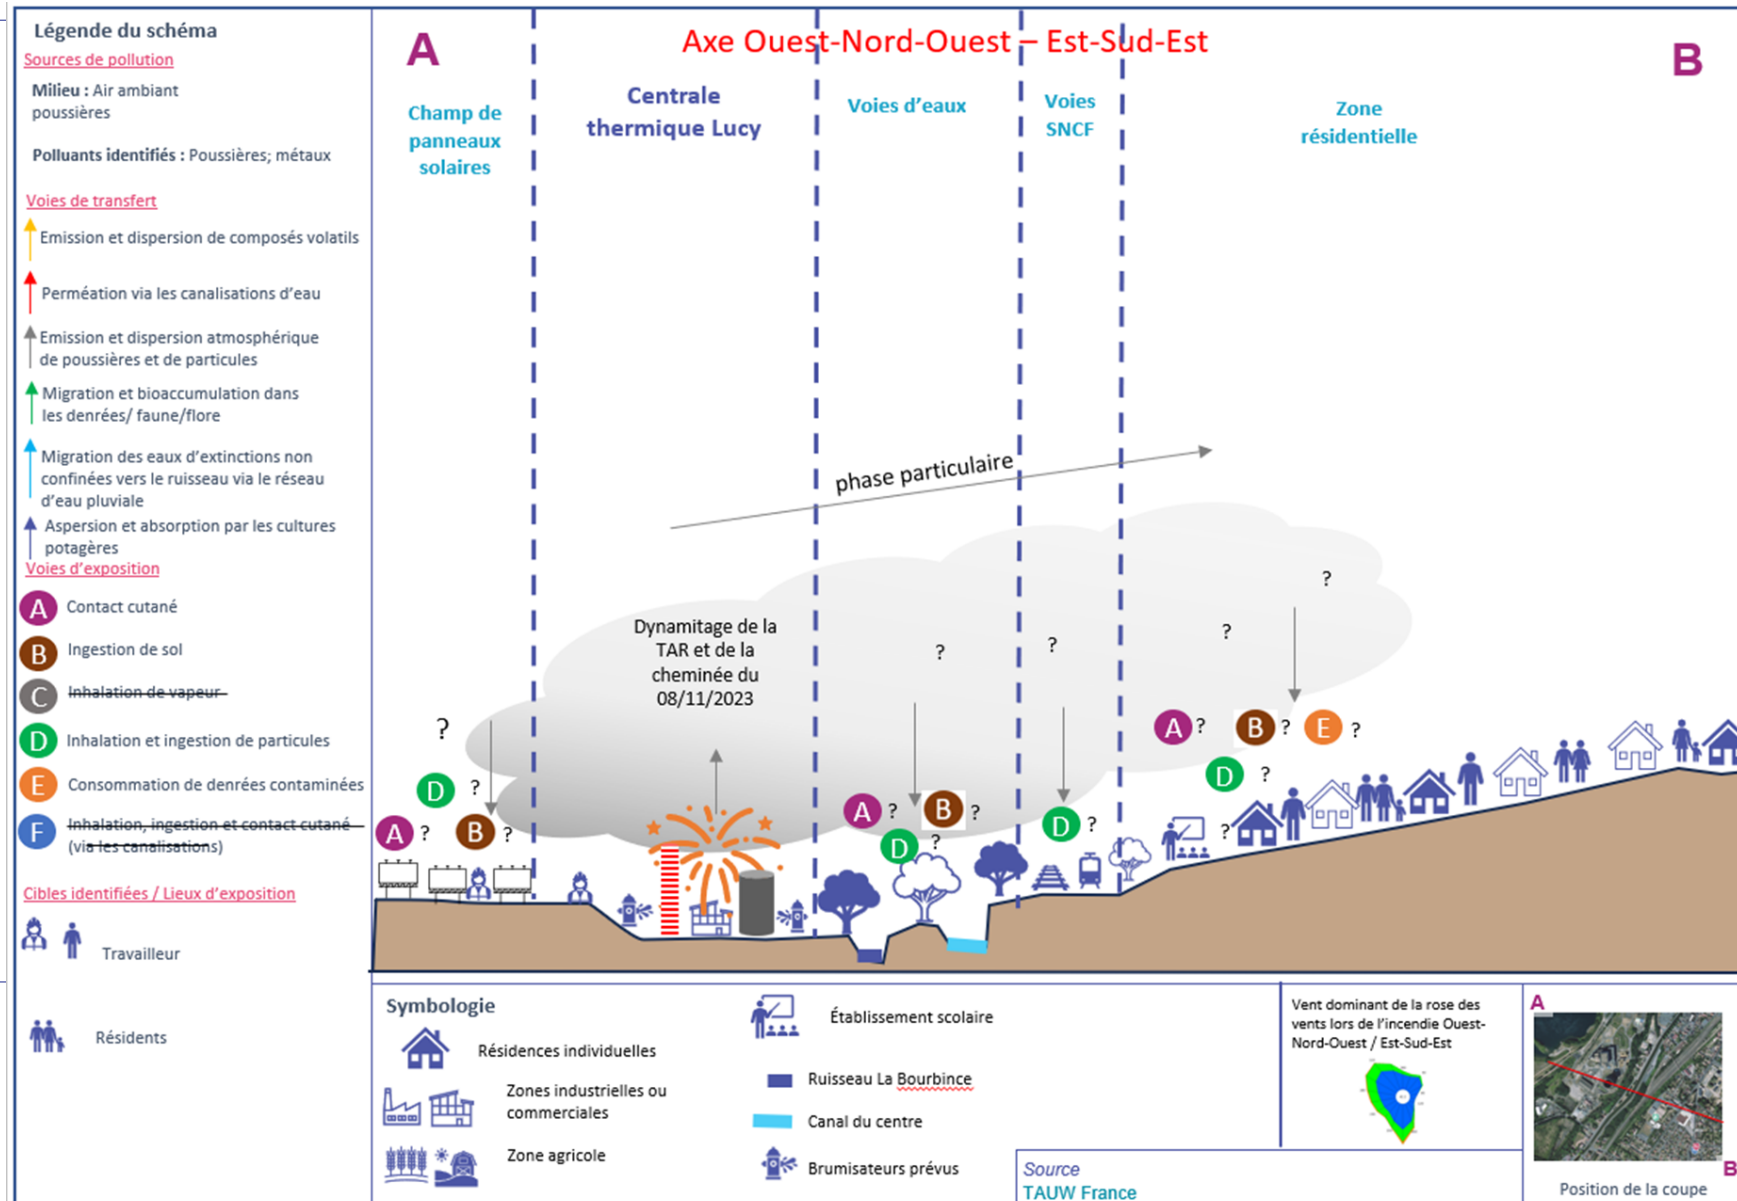 Légende du schéma
Sources de pollution
Milieu : Air ambiant
poussières
Polluants identifiés : Poussières; métaux
Voies de transfert
Emission et dispersion de composés volatils
Perméation via les canalisations d'eau
Emission et dispersion atmosphérique
de poussières et de particules
Migration et bioaccumulation dans
les denrées/ faune/flore
Migration des eaux d'extinctions non
confinées vers le ruisseau via le réseau
d'eau pluviale
Aspersion et absorption par les cultures
potagères
Voies d'exposition
A Contact cutané
B Ingestion de sol
C Inhalation de vapeur
D Inhalation et ingestion de particules
E Consommation de denrées contaminées
F Inhalation, ingestion et contact cutané
(via les canalisations)
Cibles identifiées / Lieux d'exposition
Travailleur
Résidents
A
Axe Ouest-Nord-Ouest – Est-Sud-Est
B
Champ de
panneaux
solaires
Centrale
thermique Lucy
Voies d'eaux
Voies
SNCF
Zone
résidentielle
phase particulaire
Dynamitage de la
TAR et de la
cheminée du
08/11/2023
?
?
?
?
?
D ?
A ?
B ?
A ?
B ?
D ?
D ?
A ?
B ?
E ?
D ?
?
Symbologie
Résidences individuelles
Zones industrielles ou
commerciales
Zone agricole
Établissement scolaire
Ruisseau La Bourbince
Canal du centre
Brumisateurs prévus
Source
TAUW France
Vent dominant de la rose des
vents lors de l'incendie Ouest-
Nord-Ouest / Est-Sud-Est
A
B
Position de la coupe